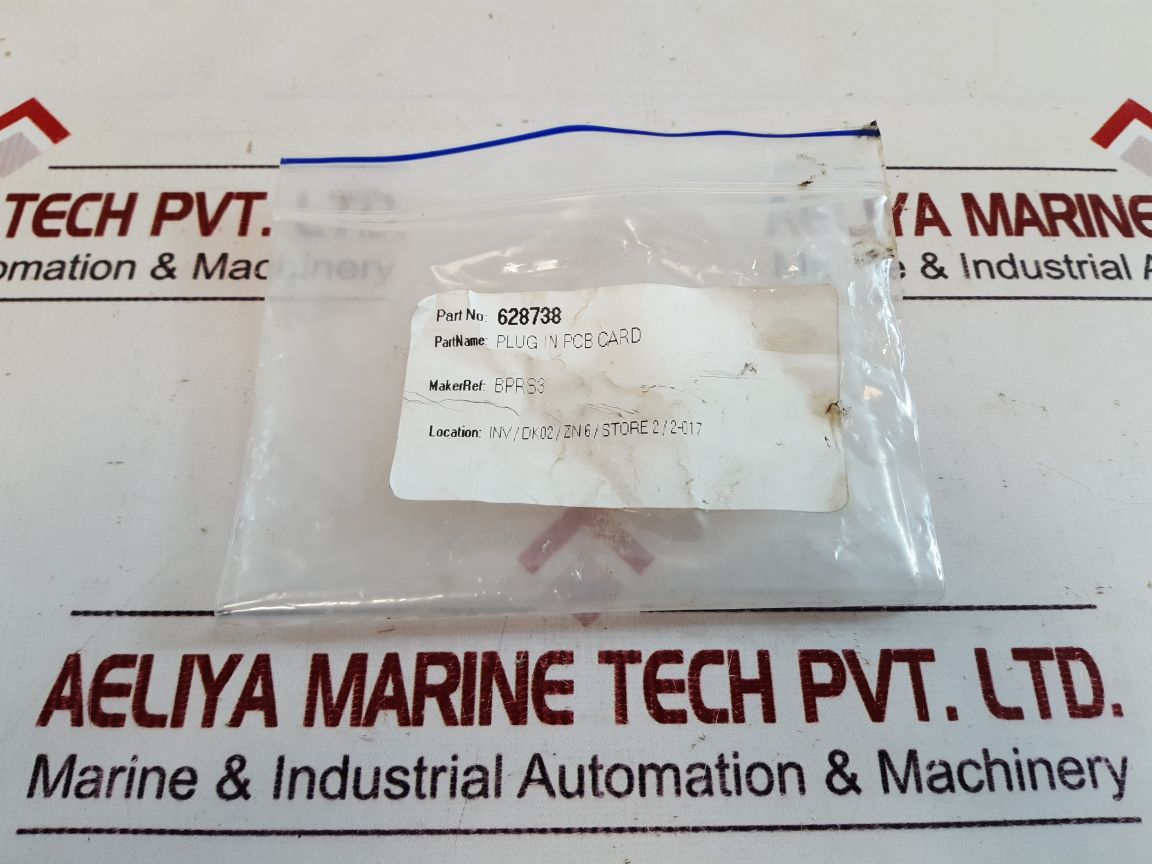 TECH PVT. LTD.
omation & Machinery
AELIYA MARINE
& Industrial A
Part No: 628738
PartName: PLUG IN PCB CARD
MakerRef: BPRS3
Location: INV / DK02 / ZN 6 / STORE 2 / 2-017
AELIYA MARINE TECH PVT. LTD.
Marine & Industrial Automation & Machinery